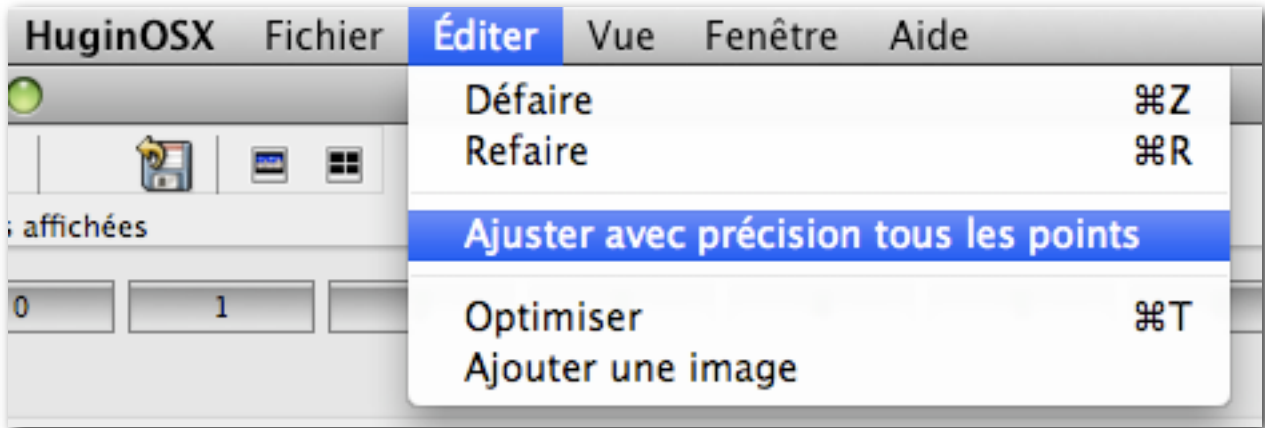 HuginOSX Fichier Éditer Vue Fenêtre Aide
Défaire ⌘Z
Refaire ⌘R
affichées
Ajuster avec précision tous les points
0 1
Optimiser ⌘T
Ajouter une image